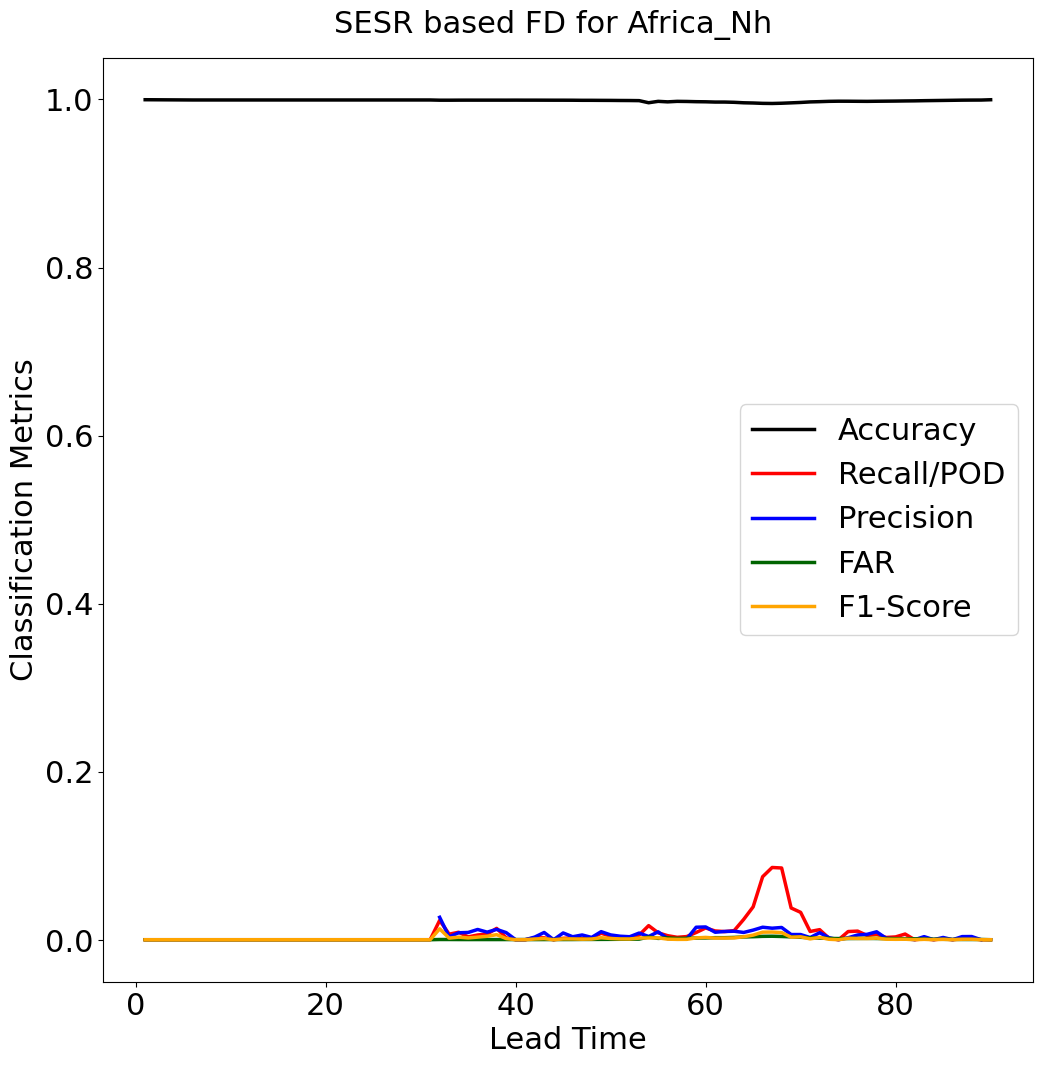 SESR based FD for Africa_Nh
Classification Metrics
1.0
0.8
0.6
0.4
0.2
0.0
Accuracy
Recall/POD
Precision
FAR
F1-Score
0 20 40 60 80
Lead Time